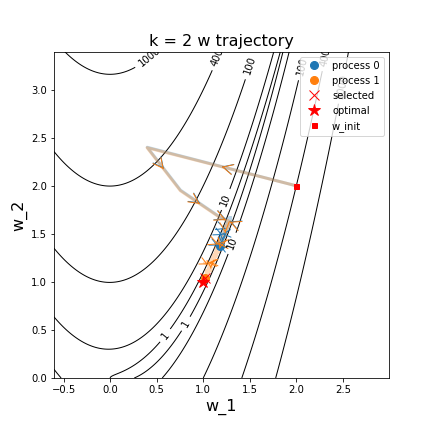 k = 2 w trajectory
1000
400
100
100
400
process 0
process 1
selected
optimal
w_init
10
10
1
1
w_2
3.0
2.5
2.0
1.5
1.0
0.5
0.0
-0.5 0.0 0.5 1.0 1.5 2.0 2.5
w_1